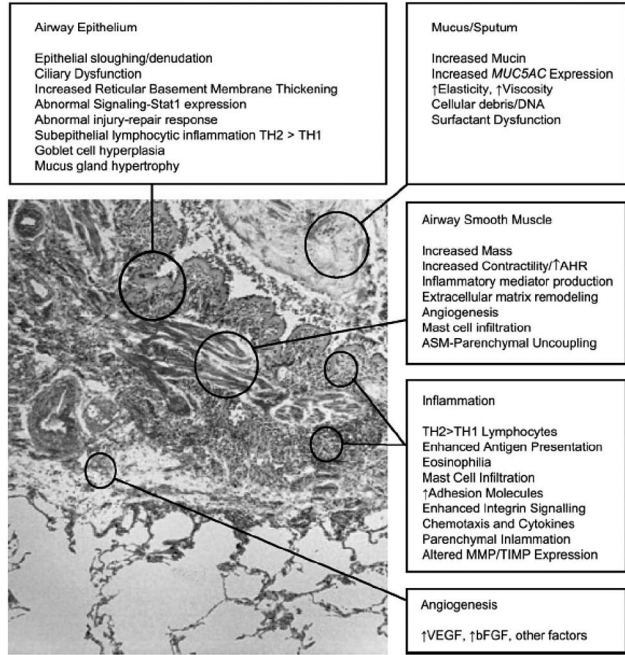 Airway Epithelium
Epithelial sloughing/denudation
Ciliary Dysfunction
Increased Reticular Basement Membrane Thickening
Abnormal Signaling-Stat1 expression
Abnormal injury-repair response
Subepithelial lymphocytic inflammation TH2 > TH1
Goblet cell hyperplasia
Mucus gland hypertrophy
Mucus/Sputum
Increased Mucin
Increased MUC5AC Expression
↑Elasticity, ↑Viscosity
Cellular debris/DNA
Surfactant Dysfunction
Airway Smooth Muscle
Increased Mass
Increased Contractility/↑AHR
Inflammatory mediator production
Extracellular matrix remodeling
Angiogenesis
Mast cell infiltration
ASM-Parenchymal Uncoupling
Inflammation
TH2>TH1 Lymphocytes
Enhanced Antigen Presentation
Eosinophilia
Mast Cell Infiltration
↑Adhesion Molecules
Enhanced Integrin Signalling
Chemotaxis and Cytokines
Parenchymal Inlammation
Altered MMP/TIMP Expression
Angiogenesis
↑VEGF, ↑bFGF, other factors